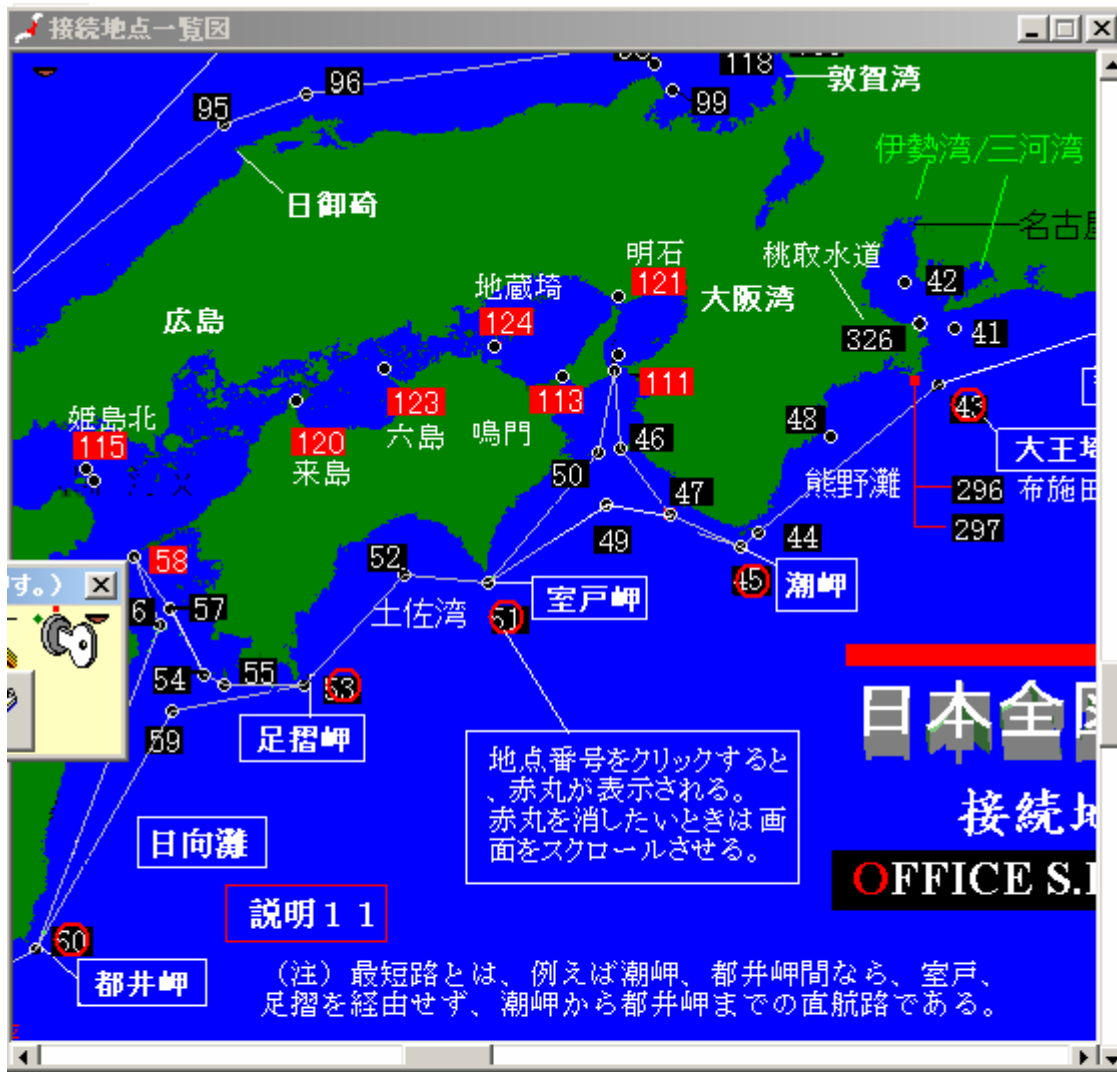 接続地点一覧図
118
敦賀湾
96
99
95
伊勢湾/三河湾
日御碕
名古屋
明石
桃取水道
121
42
地蔵埼
大阪湾
広島
124
326
41
111
123
113
43
姫島北
六島
鳴門
48
大王埼
115
120
46
来島
50
熊野灘
296
布施田
47
297
49
44
58
52
す。)
室戸岬
45
潮岬
57
6
土佐湾
51
54
55
53
59
足摺岬
日本全図
地点番号をクリックすると
、赤丸が表示される。
赤丸を消したいときは画
面をスクロールさせる。
接続地
日向灘
OFFICE S.
説明11
60
都井岬
(注)最短路とは、例えば潮岬、都井岬間なら、室戸、
足摺を経由せず、潮岬から都井岬までの直航路である。